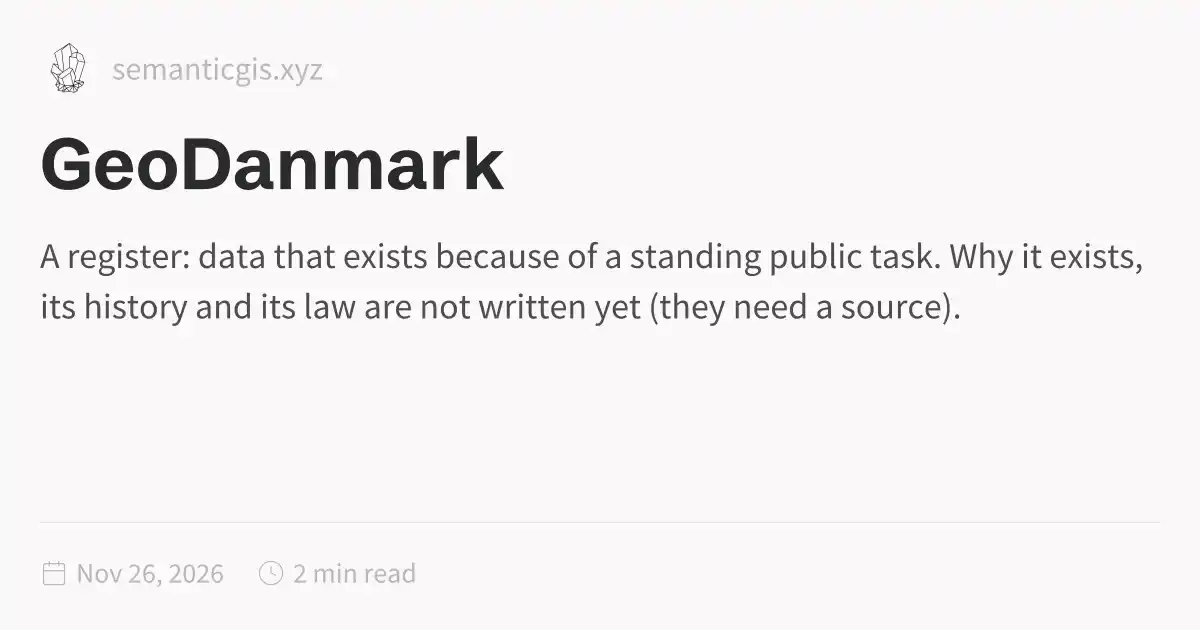 semanticgis.xyz
GeoDanmark
A register: data that exists because of a standing public task. Why it exists,
its history and its law are not written yet (they need a source).
Nov 26, 2026 2 min read